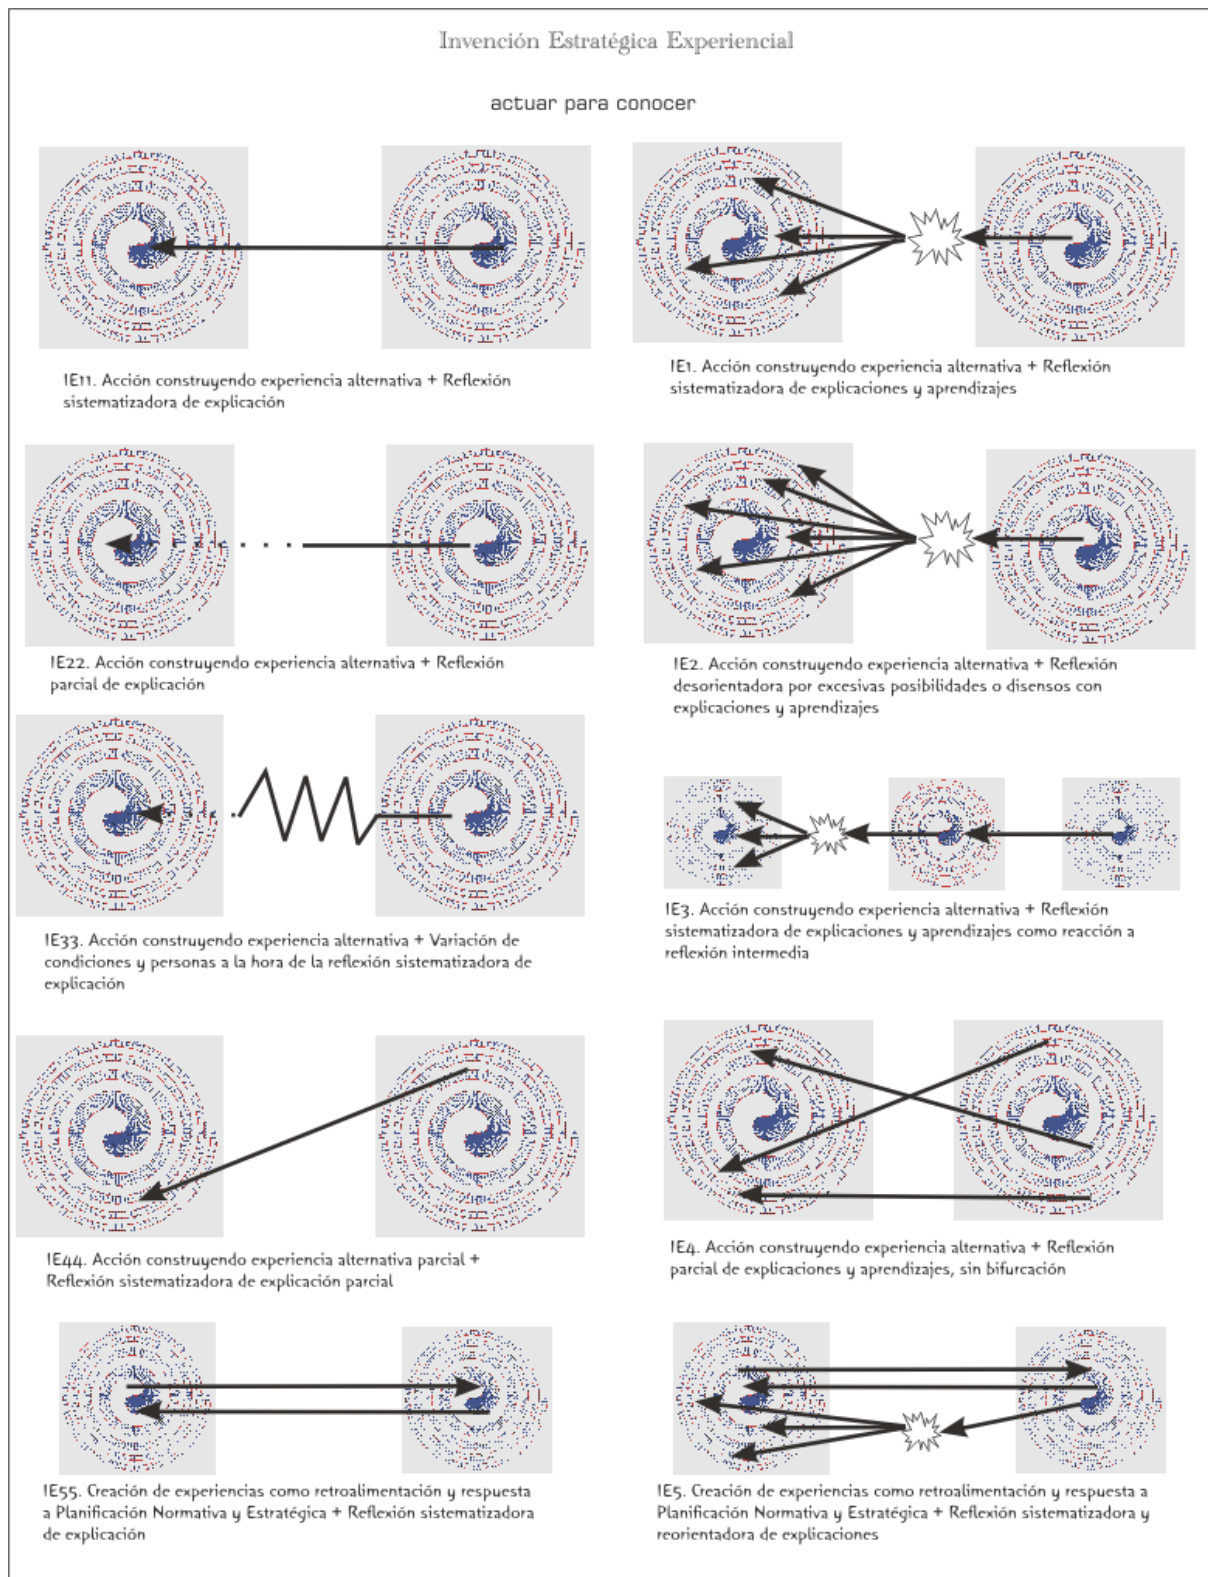 Invención Estratégica Experiencial
actuar para conocer
IE11. Acción construyendo experiencia alternativa + Reflexión
sistematizadora de explicación
IE1. Acción construyendo experiencia alternativa + Reflexión
sistematizadora de explicaciones y aprendizajes
IE22. Acción construyendo experiencia alternativa + Reflexión
parcial de explicación
IE2. Acción construyendo experiencia alternativa + Reflexión
desorientadora por excesivas posibilidades o disensos con
explicaciones y aprendizajes
IE33. Acción construyendo experiencia alternativa + Variación de
condiciones y personas a la hora de la reflexión sistematizadora de
explicación
IE3. Acción construyendo experiencia alternativa + Reflexión
sistematizadora de explicaciones y aprendizajes como reacción a
reflexión intermedia
IE44. Acción construyendo experiencia alternativa parcial +
Reflexión sistematizadora de explicación parcial
IE4. Acción construyendo experiencia alternativa + Reflexión
parcial de explicaciones y aprendizajes, sin bifurcación
IE55. Creación de experiencias como retroalimentación y respuesta
a Planificación Normativa y Estratégica + Reflexión sistematizadora
de explicación
IE5. Creación de experiencias como retroalimentación y respuesta a
Planificación Normativa y Estratégica + Reflexión sistematizadora y
reorientadora de explicaciones